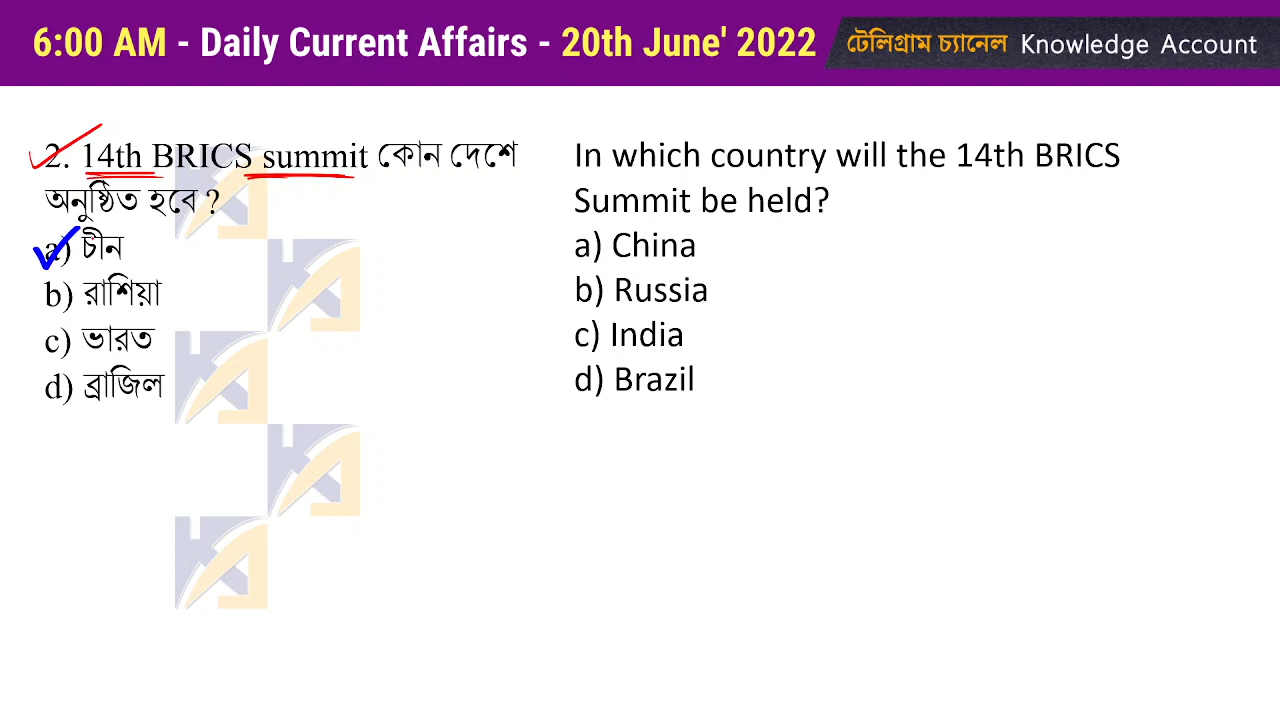 6:00 AM - Daily Current Affairs - 20th June' 2022
টেলিগ্রাম চ্যানেল Knowledge Account
2. 14th BRICS summit কোন দেশে
অনুষ্ঠিত হবে ?
a) চীন
b) রাশিয়া
c) ভারত
d) ব্রাজিল
In which country will the 14th BRICS
Summit be held?
a) China
b) Russia
c) India
d) Brazil